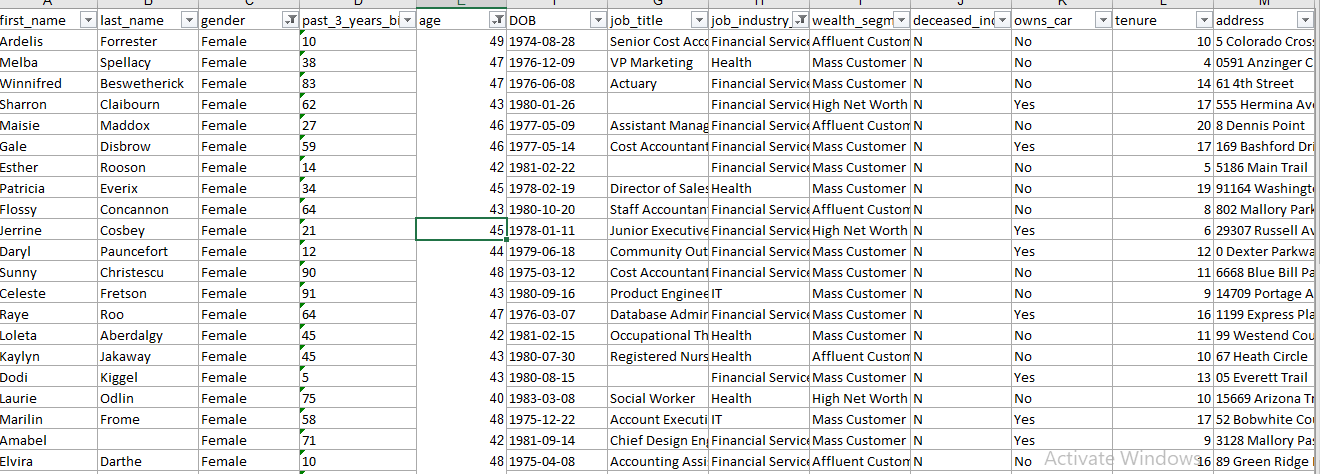 first_name last_name gender past_3_years_bi age DOB job_title job_industry_ wealth_segm deceased_inc owns_car tenure address
Ardelis Forrester Female 10 49 1974-08-28 Senior Cost Acc Financial Service Affluent Custom N No 10 5 Colorado Cros
Melba Spellacy Female 38 47 1976-12-09 VP Marketing Health Mass Customer N No 4 0591 Anzinger C
Winnifred Beswetherick Female 83 47 1976-06-08 Actuary Financial Service Mass Customer N No 14 61 4th Street
Sharron Claibourn Female 62 43 1980-01-26 Financial Service High Net Worth N Yes 17 555 Hermina Av
Maisie Maddox Female 27 46 1977-05-09 Assistant Manag Financial Service Affluent Custom N No 20 8 Dennis Point
Gale Disbrow Female 59 46 1977-05-14 Cost Accountant Financial Service Mass Customer N Yes 17 169 Bashford Dri
Esther Rooson Female 14 42 1981-02-22 Financial Service Mass Customer N No 5 5186 Main Trail
Patricia Everix Female 34 45 1978-02-19 Director of Sales Health Mass Customer N No 19 91164 Washingt
Flossy Concannon Female 64 43 1980-10-20 Staff Accountan Financial Service Affluent Custom N No 8 802 Mallory Park
Jerrine Cosbey Female 21 45 1978-01-11 Junior Executive Financial Service High Net Worth N Yes 6 29307 Russell Av
Daryl Pauncefort Female 12 44 1979-06-18 Community Out Financial Service Mass Customer N Yes 12 0 Dexter Parkwa
Sunny Christescu Female 90 48 1975-03-12 Cost Accountant Financial Service Mass Customer N No 11 6668 Blue Bill Pa
Celeste Fretson Female 91 43 1980-09-16 Product Enginee IT Mass Customer N No 9 14709 Portage A
Raye Roo Female 64 47 1976-03-07 Database Admir Financial Service Mass Customer N Yes 16 1199 Express Pla
Loleta Aberdalgy Female 45 42 1981-02-15 Occupational Th Health Mass Customer N No 11 99 Westend Cou
Kaylyn Jakaway Female 45 43 1980-07-30 Registered Nurs Health Affluent Custom N No 10 67 Heath Circle
Dodi Kiggel Female 5 43 1980-08-15 Financial Service Mass Customer N Yes 13 05 Everett Trail
Laurie Odlin Female 75 40 1983-03-08 Social Worker Health High Net Worth N No 10 15669 Arizona Tr
Marilin Frome Female 58 48 1975-12-22 Account Executi IT Mass Customer N Yes 17 52 Bobwhite Cou
Amabel Female 71 42 1981-09-14 Chief Design En Financial Service Mass Customer N Yes 9 3128 Mallory Pas
Elvira Darthe Female 10 48 1975-04-08 Accounting Assi Financial Service Mass Customer N No 16 89 Green Ridge
Activate Windows